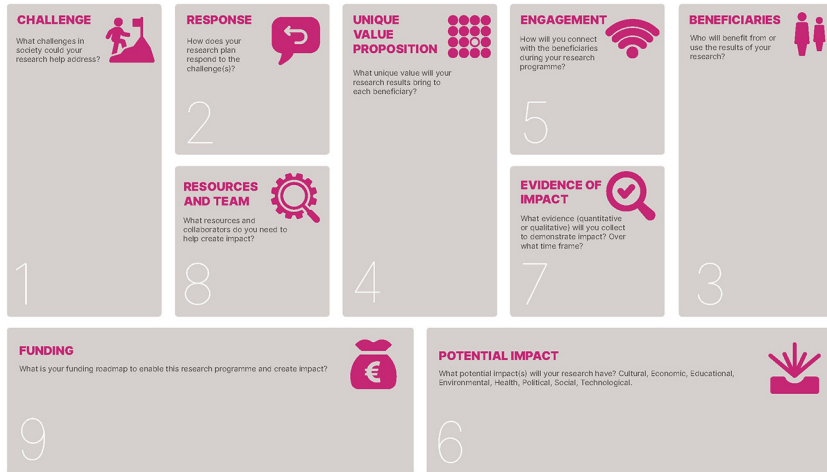 CHALLENGE
What challenges in
society could your
research help address?
1
RESPONSE
How does your
research plan
respond to the
challenge(s)?
2
RESOURCES
AND TEAM
What resources and
collaborators do you need to
help create impact?
8
UNIQUE
VALUE
PROPOSITION
What unique value will your
research results bring to
each beneficiary?
4
ENGAGEMENT
How will you connect
with the beneficiaries
during your research
programme?
5
EVIDENCE OF
IMPACT
What evidence (quantitative
or qualitative) will you collect
to demonstrate impact? Over
what time frame?
7
BENEFICIARIES
Who will benefit from or
use the results of your
research?
3
FUNDING
What is your funding roadmap to enable this research programme and create impact?
€
9
POTENTIAL IMPACT
What potential impact(s) will your research have? Cultural, Economic, Educational,
Environmental, Health, Political, Social, Technological.
6